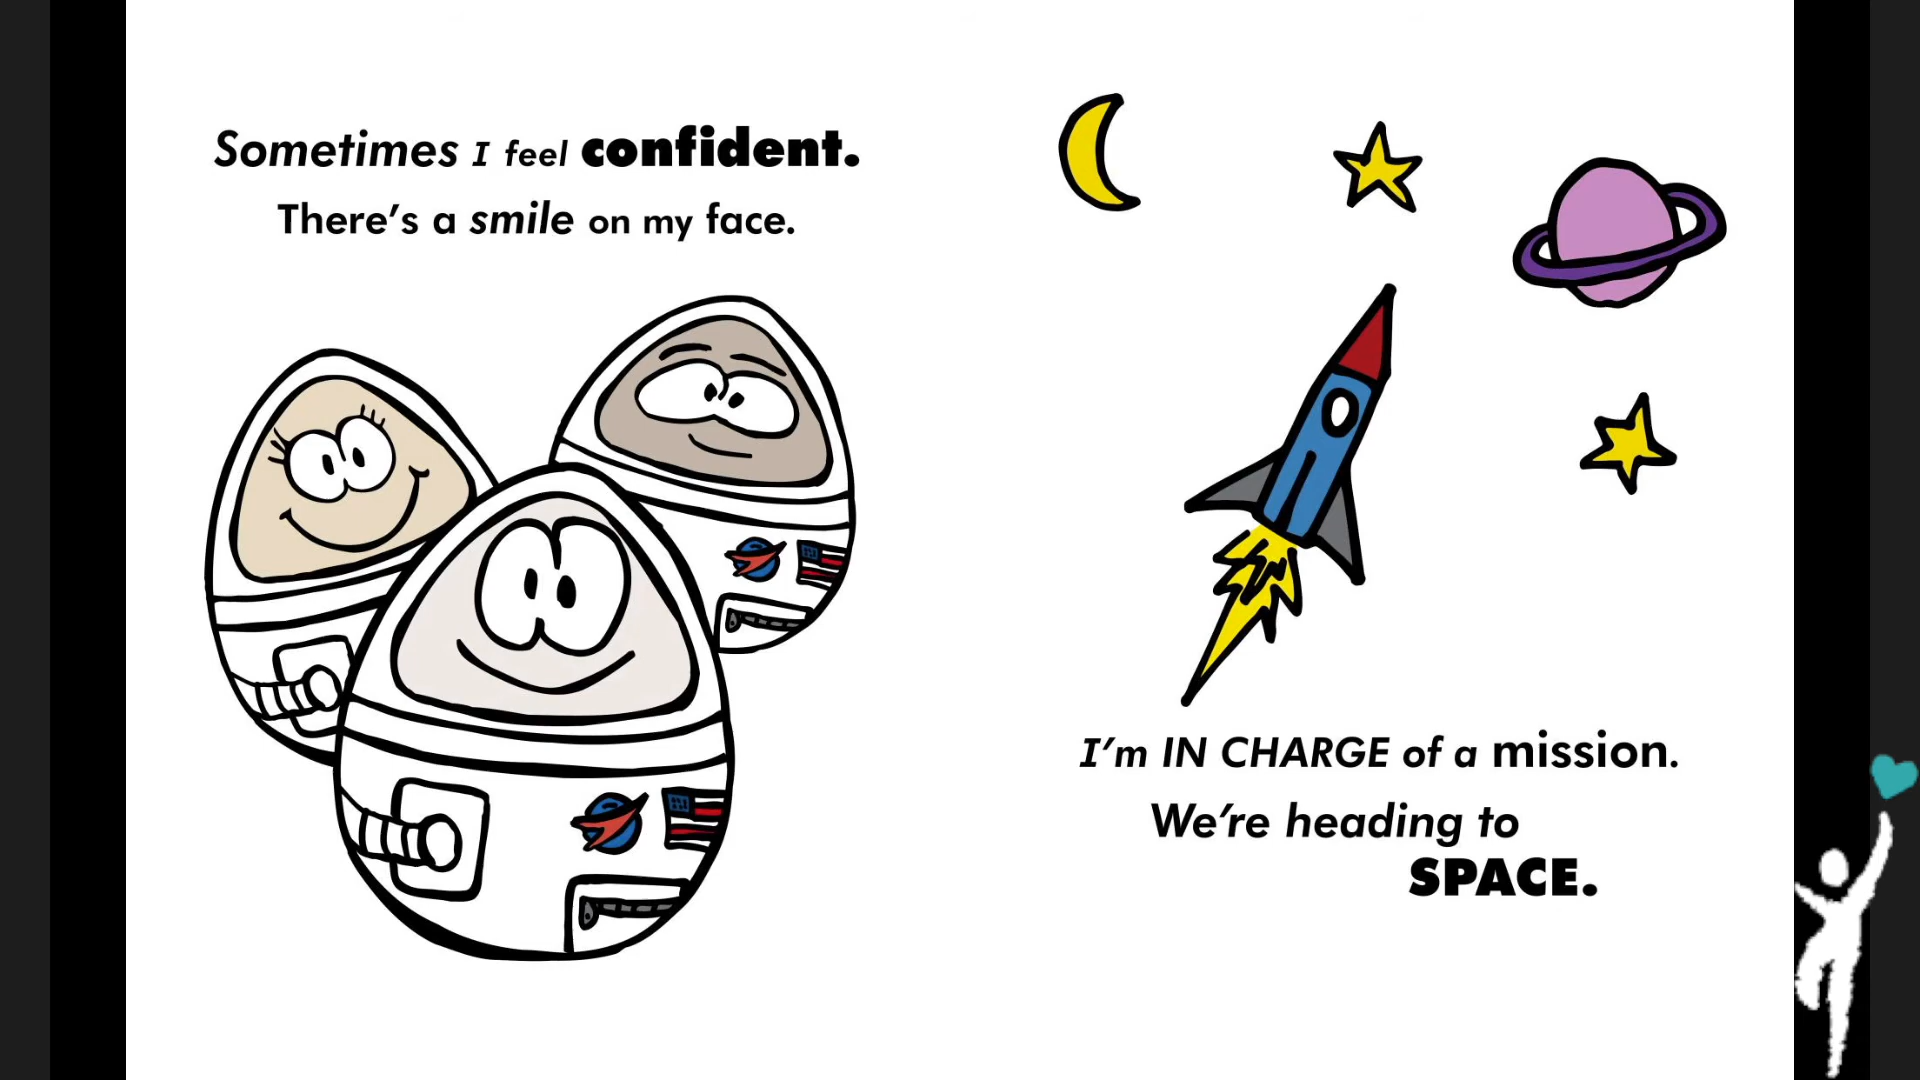 Sometimes I feel confident.
There's a smile on my face.
I'm IN CHARGE of a mission.
We're heading to
SPACE.